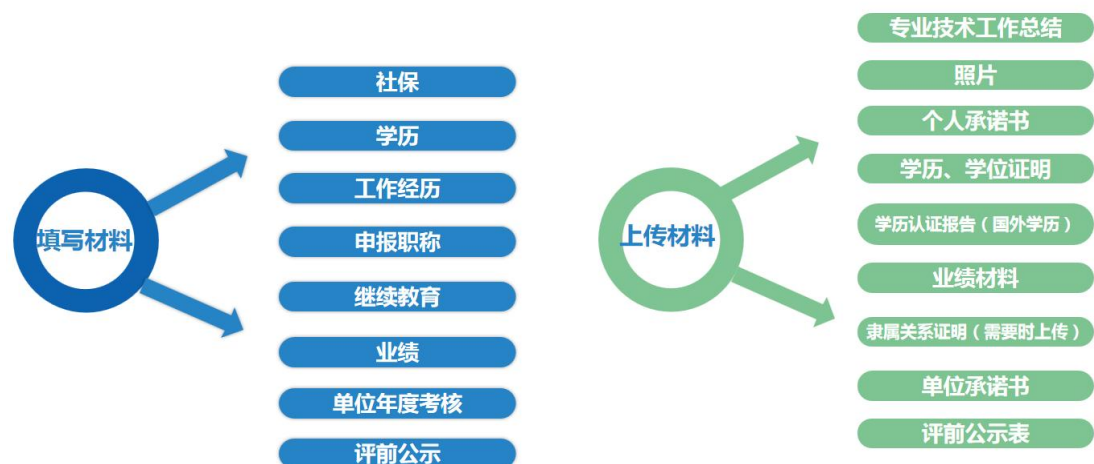 填写材料
社保
学历
工作经历
申报职称
继续教育
业绩
单位年度考核
评前公示
上传材料
专业技术工作总结
照片
个人承诺书
学历、学位证明
学历认证报告（国外学历）
业绩材料
隶属关系证明（需要时上传）
单位承诺书
评前公示表